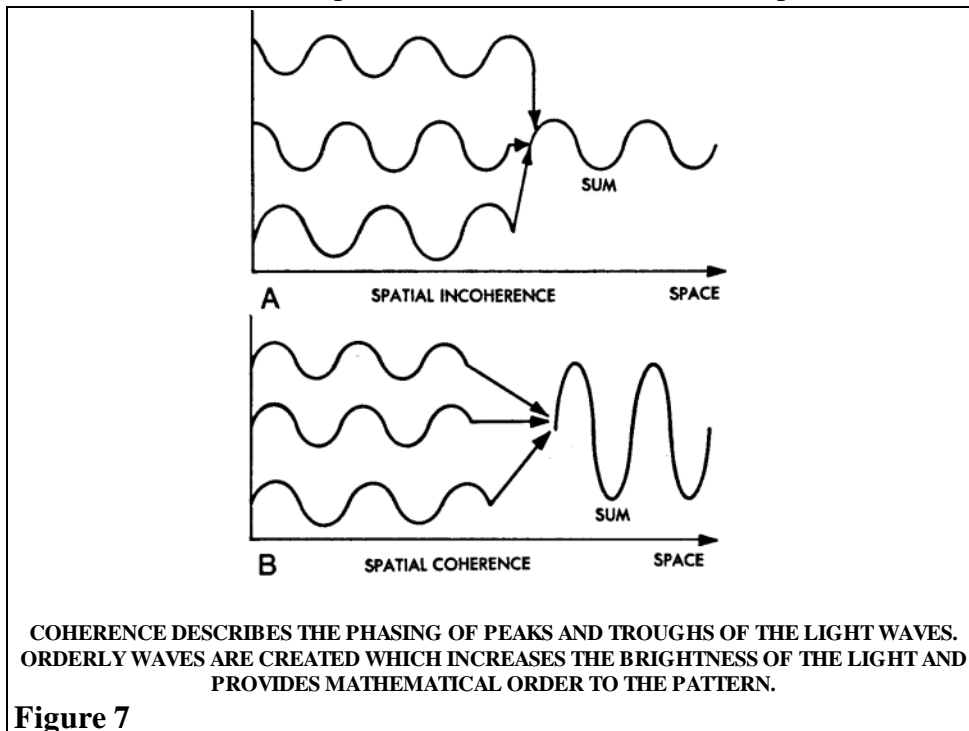 SUM
A
SPATIAL INCOHERENCE
SPACE
SUM
B
SPATIAL COHERENCE
SPACE
COHERENCE DESCRIBES THE PHASING OF PEAKS AND TROUGHS OF THE LIGHT WAVES.
ORDERLY WAVES ARE CREATED WHICH INCREASES THE BRIGHTNESS OF THE LIGHT AND
PROVIDES MATHEMATICAL ORDER TO THE PATTERN.
Figure 7